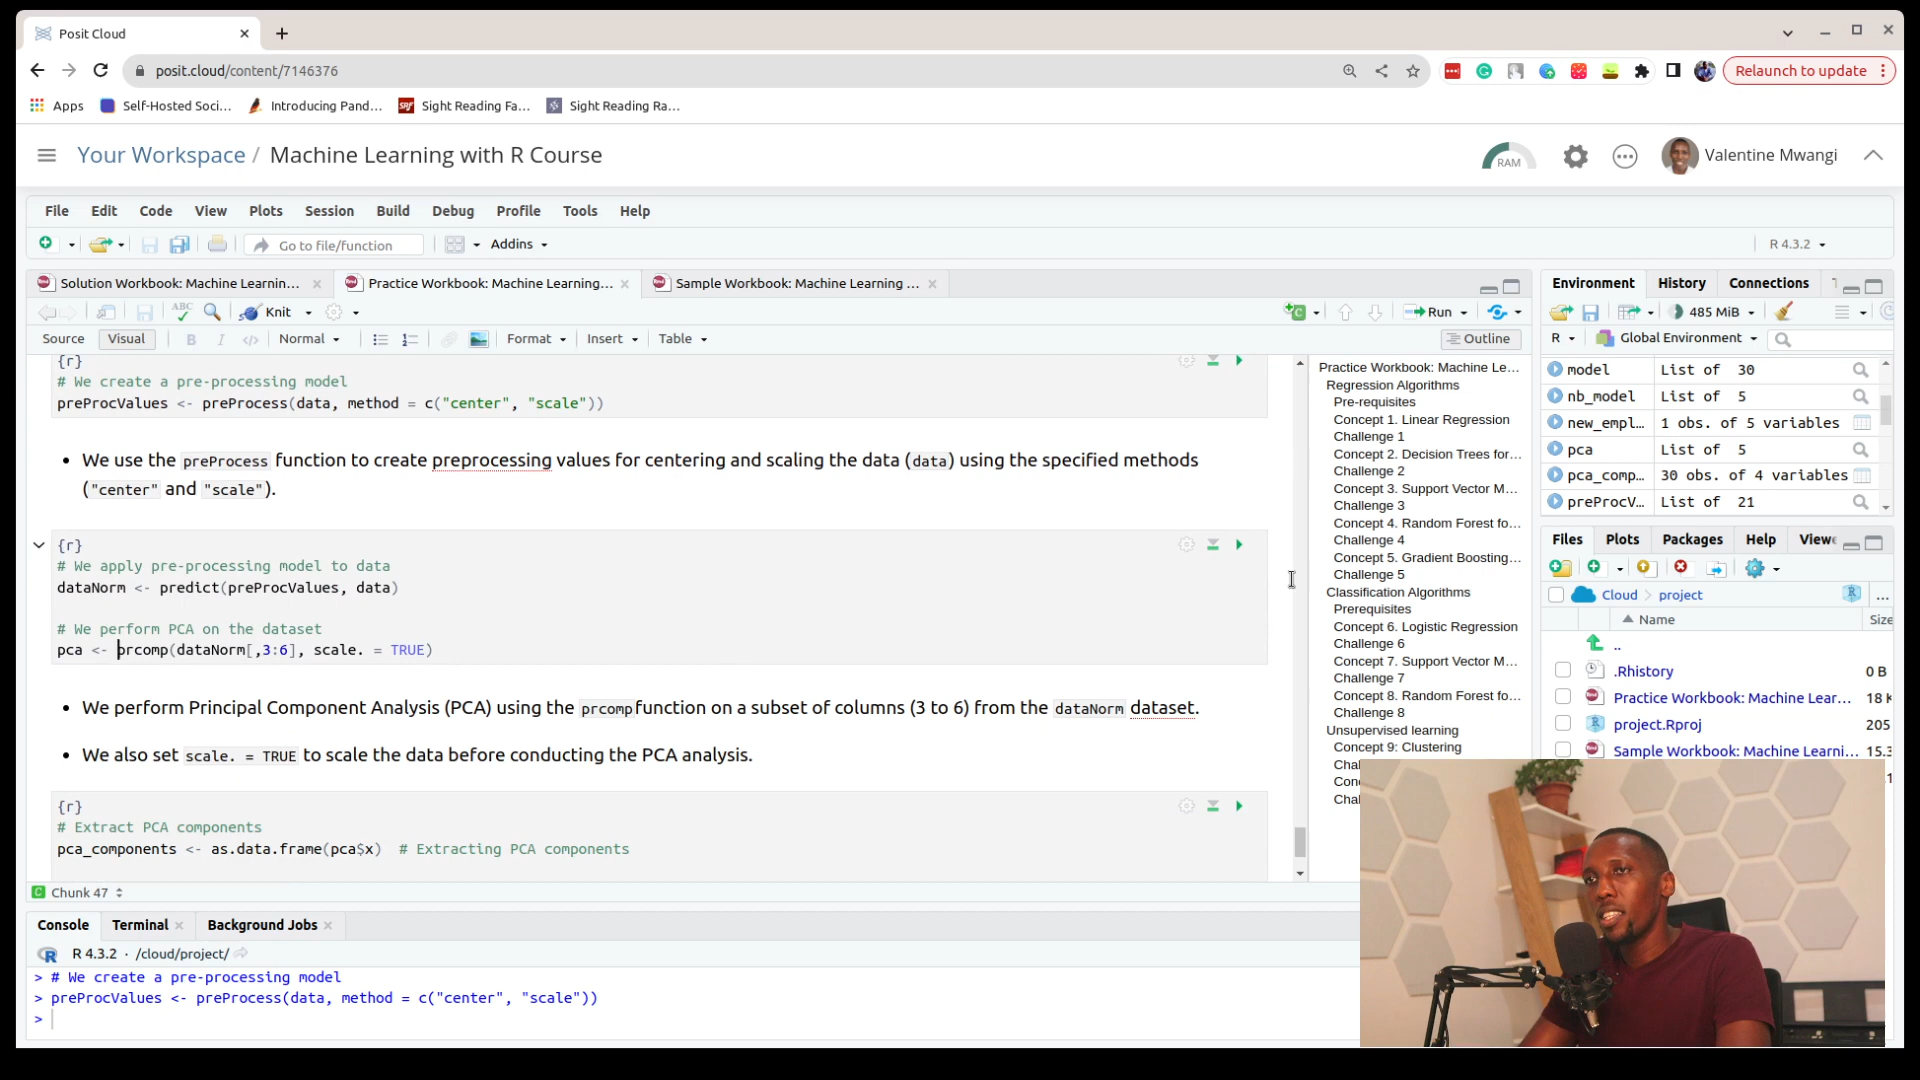 Posit Cloud
posit.cloud/content/7146376
Relaunch to update
Apps
Self-Hosted Soci...
Introducing Pand...
Sight Reading Fa...
Sight Reading Ra...
Your Workspace / Machine Learning with R Course
RAM
Valentine Mwangi
File Edit Code View Plots Session Build Debug Profile Tools Help
Go to file/function
Addins
R 4.3.2
Solution Workbook: Machine Learnin...
Practice Workbook: Machine Learning...
Sample Workbook: Machine Learning ...
Knit
Run
Source Visual B I </> Normal Format Insert Table Outline
{r}
# We create a pre-processing model
preProcValues <- preProcess(data, method = c("center", "scale"))
• We use the preProcess function to create preprocessing values for centering and scaling the data (data) using the specified methods
("center" and "scale").
{r}
# We apply pre-processing model to data
dataNorm <- predict(preProcValues, data)
# We perform PCA on the dataset
pca <- prcomp(dataNorm[,3:6], scale. = TRUE)
• We perform Principal Component Analysis (PCA) using the prcomp function on a subset of columns (3 to 6) from the dataNorm dataset.
• We also set scale. = TRUE to scale the data before conducting the PCA analysis.
{r}
# Extract PCA components
pca_components <- as.data.frame(pca$x)  # Extracting PCA components
Chunk 47
Practice Workbook: Machine Le...
Regression Algorithms
Pre-requisites
Concept 1. Linear Regression
Challenge 1
Concept 2. Decision Trees for...
Challenge 2
Concept 3. Support Vector M...
Challenge 3
Concept 4. Random Forest fo...
Challenge 4
Concept 5. Gradient Boosting...
Challenge 5
Classification Algorithms
Prerequisites
Concept 6. Logistic Regression
Challenge 6
Concept 7. Support Vector M...
Challenge 7
Concept 8. Random Forest fo...
Challenge 8
Unsupervised learning
Concept 9: Clustering
Environment History Connections
485 MiB
R Global Environment
model List of 30
nb_model List of 5
new_empl... 1 obs. of 5 variables
pca List of 5
pca_comp... 30 obs. of 4 variables
preProcV... List of 21
Files Plots Packages Help
Cloud > project
Name Size
..
.Rhistory 0 B
Practice Workbook: Machine Lear... 18
project.Rproj 205
Sample Workbook: Machine Learni... 15.3
Console Terminal Background Jobs
R 4.3.2 · /cloud/project/
> # We create a pre-processing model
> preProcValues <- preProcess(data, method = c("center", "scale"))
>